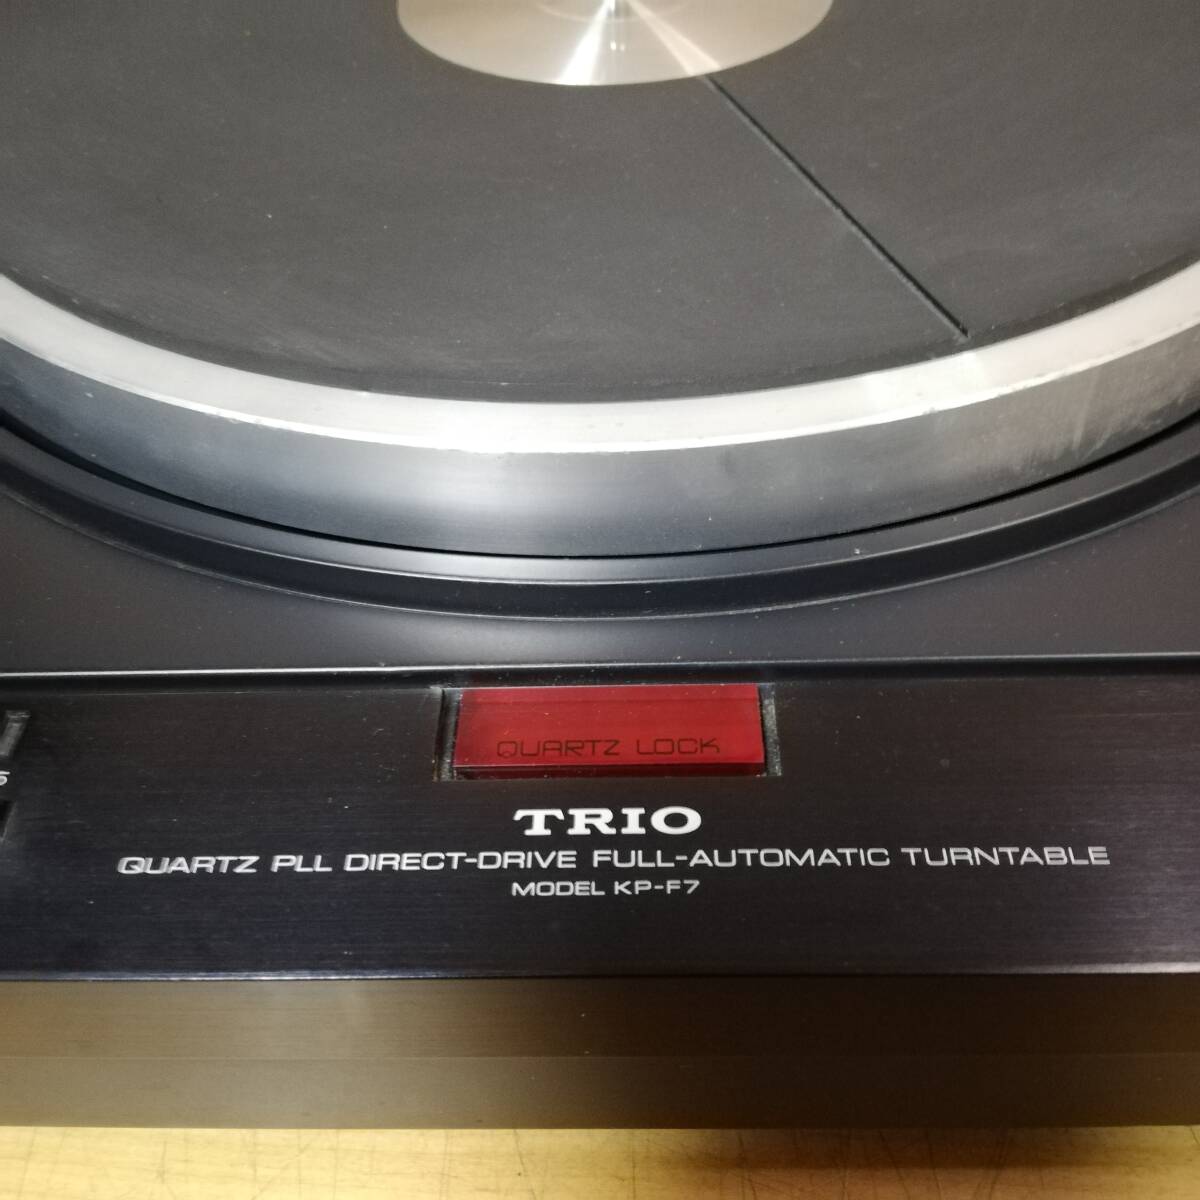 QUARTZ LOCK
TRIO
QUARTZ PLL DIRECT-DRIVE FULL-AUTOMATIC TURNTABLE
MODEL KP-F7